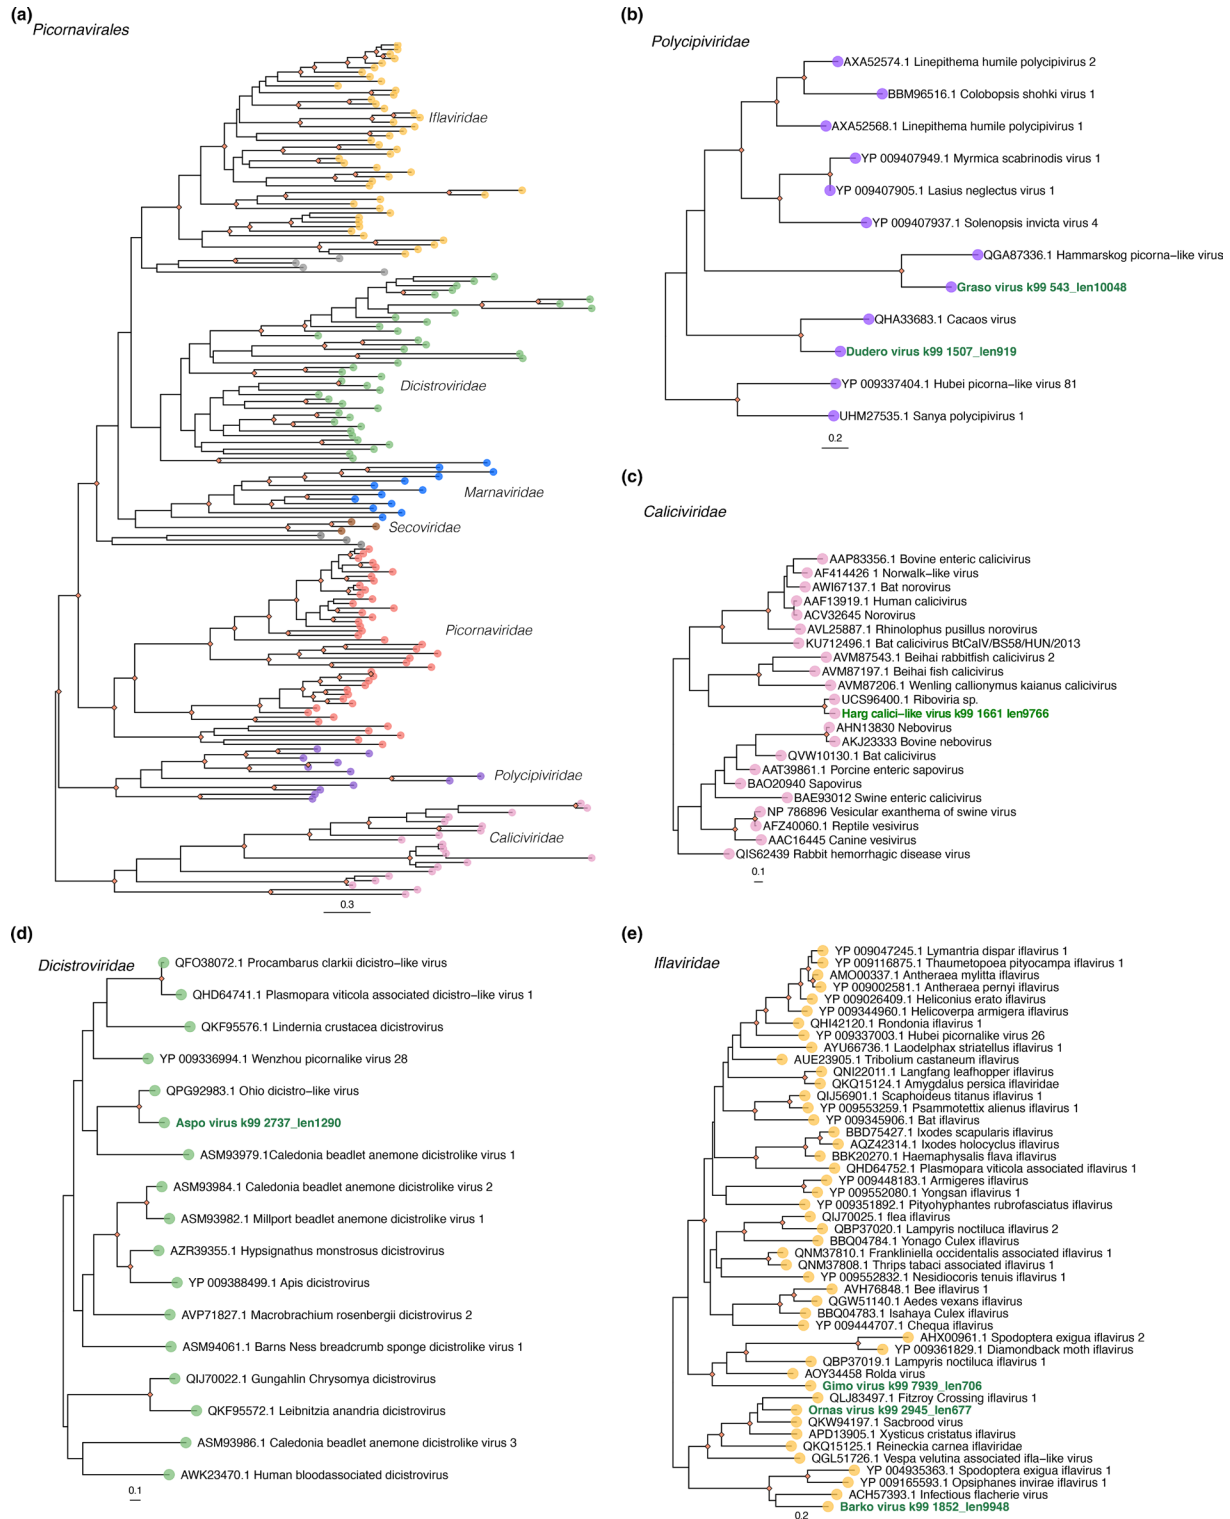 (a)
Picornavirales
Iflaviridae
Dicistroviridae
Marnaviridae
Secoviridae
Picornaviridae
Polycipiviridae
Caliciviridae
0.3
(b)
Polycipiviridae
AXA52574.1 Linepithema humile polycipivirus 2
BBM96516.1 Colobopsis shohki virus 1
AXA52568.1 Linepithema humile polycipivirus 1
YP 009407949.1 Myrmica scabrinodis virus 1
YP 009407905.1 Lasius neglectus virus 1
YP 009407937.1 Solenopsis invicta virus 4
QGA87336.1 Hammarskog picorna−like virus
Graso virus k99 543_len10048
QHA33683.1 Cacaos virus
Dudero virus k99 1507_len919
YP 009337404.1 Hubei picorna−like virus 81
UHM27535.1 Sanya polycipivirus 1
0.2
(c)
Caliciviridae
AAP83356.1 Bovine enteric calicivirus
AF414426 1 Norwalk−like virus
AWI67137.1 Bat norovirus
AAF13919.1 Human calicivirus
ACV32645 Norovirus
AVL25887.1 Rhinolophus pusillus norovirus
KU712496.1 Bat calicivirus BtCalV/BS58/HUN/2013
AVM87543.1 Beihai rabbitfish calicivirus 2
AVM87197.1 Beihai fish calicivirus
AVM87206.1 Wenling callionymus kaianus calicivirus
UCS96400.1 Riboviria sp.
Harg calici−like virus k99 1661 len9766
AHN13830 Nebovirus
AKJ23333 Bovine nebovirus
QVW10130.1 Bat calicivirus
AAT39861.1 Porcine enteric sapovirus
BAO20940 Sapovirus
BAE93012 Swine enteric calicivirus
NP 786896 Vesicular exanthema of swine virus
AFZ40060.1 Reptile vesivirus
AAC16445 Canine vesivirus
QIS62439 Rabbit hemorrhagic disease virus
0.1
(d)
Dicistroviridae
QFO38072.1 Procambarus clarkii dicistro−like virus
QHD64741.1 Plasmopara viticola associated dicistro−like virus 1
QKF95576.1 Lindernia crustacea dicistrovirus
YP 009336994.1 Wenzhou picornalike virus 28
QPG92983.1 Ohio dicistro−like virus
Aspo virus k99 2737_len1290
ASM93979.1Caledonia beadlet anemone dicistrolike virus 1
ASM93984.1 Caledonia beadlet anemone dicistrolike virus 2
ASM93982.1 Millport beadlet anemone dicistrolike virus 1
AZR39355.1 Hypsignathus monstrosus dicistrovirus
YP 009388499.1 Apis dicistrovirus
AVP71827.1 Macrobrachium rosenbergii dicistrovirus 2
ASM94061.1 Barns Ness breadcrumb sponge dicistrolike virus 1
QIJ70022.1 Gungahlin Chrysomya dicistrovirus
QKF95572.1 Leibnitzia anandria dicistrovirus
ASM93986.1 Caledonia beadlet anemone dicistrolike virus 3
AWK23470.1 Human bloodassociated dicistrovirus
0.1
(e)
Iflaviridae
YP 009047245.1 Lymantria dispar iflavirus 1
YP 009116875.1 Thaumetopoea pityocampa iflavirus 1
AMO00337.1 Antheraea mylitta iflavirus
YP 009002581.1 Antheraea pernyi iflavirus
YP 009026409.1 Heliconius erato iflavirus
YP 009344960.1 Helicoverpa armigera iflavirus
QHI42120.1 Rondonia iflavirus 1
YP 009337003.1 Hubei picornalike virus 26
AYU66736.1 Laodelphax striatellus iflavirus 1
AUE23905.1 Tribolium castaneum iflavirus
QNI22011.1 Langfang leafhopper iflavirus
QKQ15124.1 Amygdalus persica iflaviridae
QIJ56901.1 Scaphoideus titanus iflavirus 1
YP 009553259.1 Psammotettix alienus iflavirus 1
YP 009345906.1 Bat iflavirus
BBD75427.1 Ixodes scapularis iflavirus
AQZ42314.1 Ixodes holocyclus iflavirus
BBK20270.1 Haemaphysalis flava iflavirus
QHD64752.1 Plasmopara viticola associated iflavirus 1
YP 009448183.1 Armigeres iflavirus
YP 009552080.1 Yongsan iflavirus 1
YP 009351892.1 Pityohyphantes rubrofasciatus iflavirus
QIJ70025.1 flea iflavirus
QBP37020.1 Lampyris noctiluca iflavirus 2
BBQ04784.1 Yonago Culex iflavirus
QNM37810.1 Frankliniella occidentalis associated iflavirus 1
QNM37808.1 Thrips tabaci associated iflavirus 1
YP 009552832.1 Nesidiocoris tenuis iflavirus 1
AVH76848.1 Bee iflavirus 1
QGW51140.1 Aedes vexans iflavirus
BBQ04783.1 Isahaya Culex iflavirus
YP 009444707.1 Chequa iflavirus
AHX00961.1 Spodoptera exigua iflavirus 2
YP 009361829.1 Diamondback moth iflavirus
QBP37019.1 Lampyris noctiluca iflavirus 1
AOY34458 Rolda virus
Gimo virus k99 7939_len706
QLJ83497.1 Fitzroy Crossing iflavirus 1
Ornas virus k99 2945_len677
QKW94197.1 Sacbrood virus
APD13905.1 Xysticus cristatus iflavirus
QKQ15125.1 Reineckia carnea iflaviridae
QGL51726.1 Vespa velutina associated ifla−like virus
YP 004935363.1 Spodoptera exigua iflavirus 1
YP 009165593.1 Opsiphanes invirae iflavirus 1
ACH57393.1 Infectious flacherie virus
Barko virus k99 1852_len9948
0.2